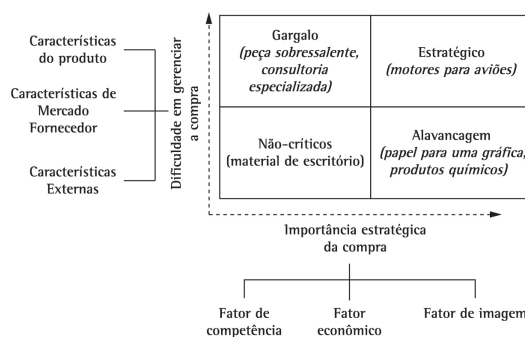 Características
do produto
Características de
Mercado
Fornecedor
Características
Externas
Dificuldade em gerenciar
a compra
Gargalo
(peça sobressalente,
consultoria
especializada)
Estratégico
(motores para aviões)
Não-críticos
(material de escritório)
Alavancagem
(papel para uma gráfica,
produtos químicos)
Importância estratégica
da compra
Fator de
competência
Fator
econômico
Fator de imagem